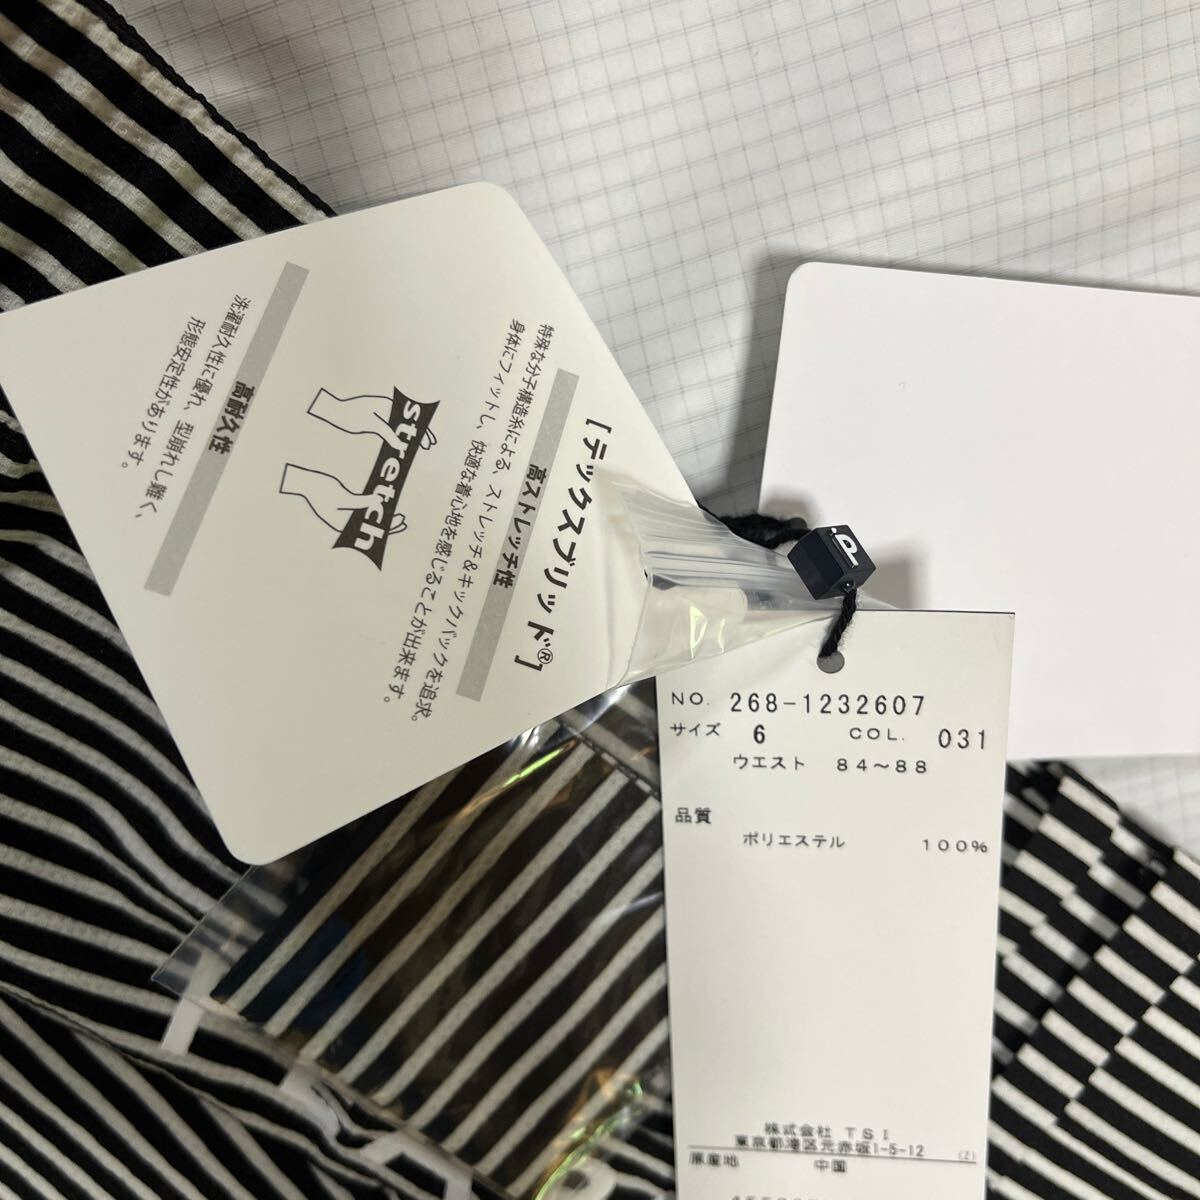 [テックスブリッド®]
高ストレッチ性
特殊な分子構造糸による、ストレッチ&キックバックを追求。
身体にフィットし、快適な着心地を感じることが出来ます。
stretch
高耐久性
洗濯耐久性に優れ、型崩れし難く、
形態安定性があります。
NO. 268-1232607
サイズ 6 COL. 031
ウエスト 84〜88
品質
ポリエステル 100%
株式会社 TSI
東京都港区元赤坂1-5-12 (Z)
原産地 中国